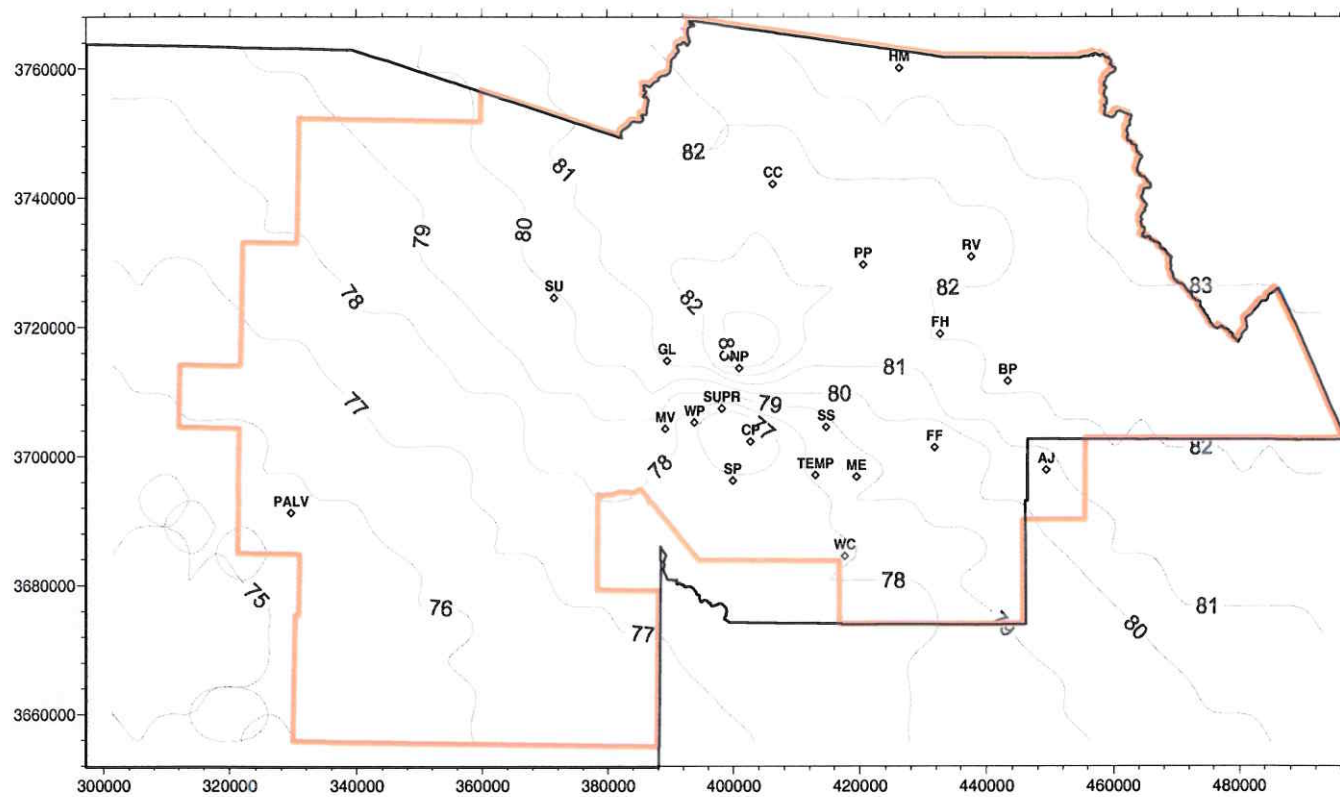 3760000
HM
82
81
CC
3740000
79
80
PP
RV
SU
78
82
82
83
3720000
FH
GL
83
NP
81
BP
SUPR
79
80
77
MV
WP
CP
SS
FF
82
3700000
78
SP
TEMP
ME
AJ
PALV
WC
3680000
75
76
78
81
77
79
80
3660000
300000
320000
340000
360000
380000
400000
420000
440000
460000
480000